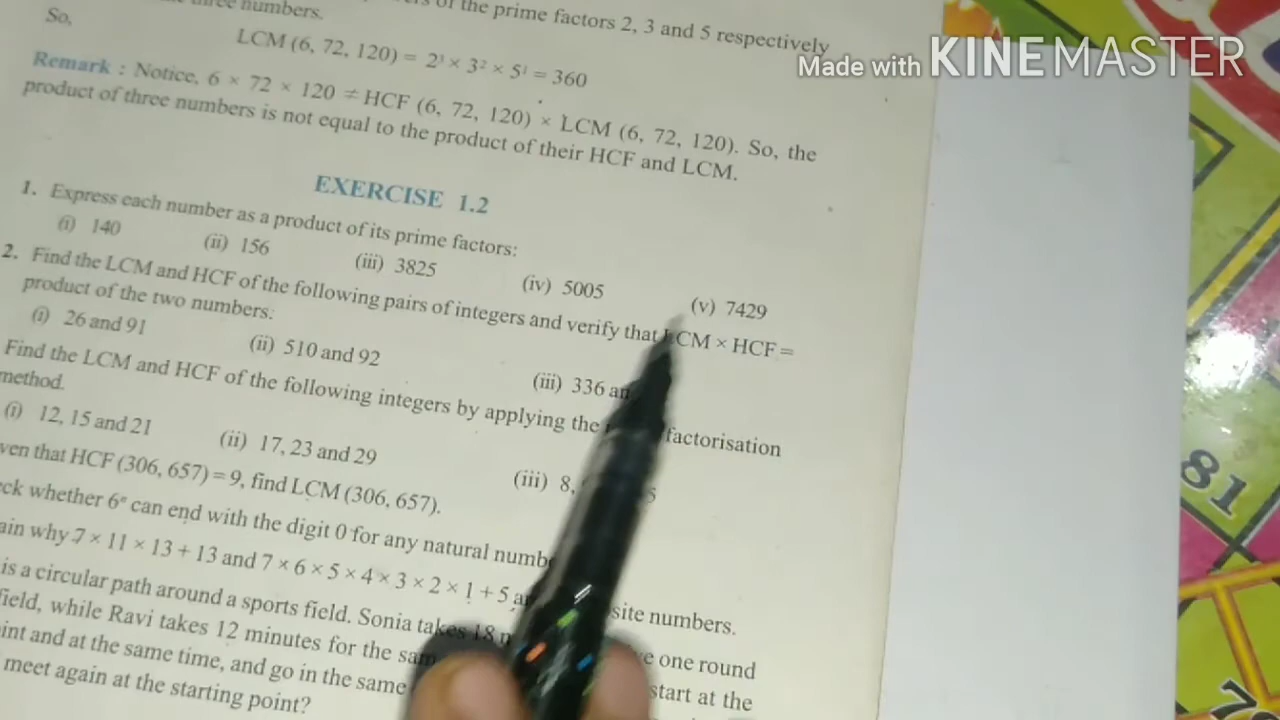 of the prime factors 2, 3 and 5 respectively
three numbers.
So,
LCM (6, 72, 120) = 2³ × 3² × 5¹ = 360
Remark : Notice, 6 × 72 × 120 ≠ HCF (6, 72, 120) × LCM (6, 72, 120). So, the
product of three numbers is not equal to the product of their HCF and LCM.
EXERCISE 1.2
1. Express each number as a product of its prime factors:
(i) 140 (ii) 156 (iii) 3825 (iv) 5005 (v) 7429
2. Find the LCM and HCF of the following pairs of integers and verify that LCM × HCF =
product of the two numbers.
(i) 26 and 91 (ii) 510 and 92 (iii) 336 an
Find the LCM and HCF of the following integers by applying the factorisation
method.
(i) 12, 15 and 21 (ii) 17, 23 and 29 (iii) 8, 5
ven that HCF (306, 657) = 9, find LCM (306, 657).
ck whether 6ⁿ can end with the digit 0 for any natural numbe
ain why 7 × 11 × 13 + 13 and 7 × 6 × 5 × 4 × 3 × 2 × 1 + 5 a site numbers.
is a circular path around a sports field. Sonia takes 18 m e one round
field, while Ravi takes 12 minutes for the sam start at the
int and at the same time, and go in the same
meet again at the starting point?
Made with KINEMASTER
81